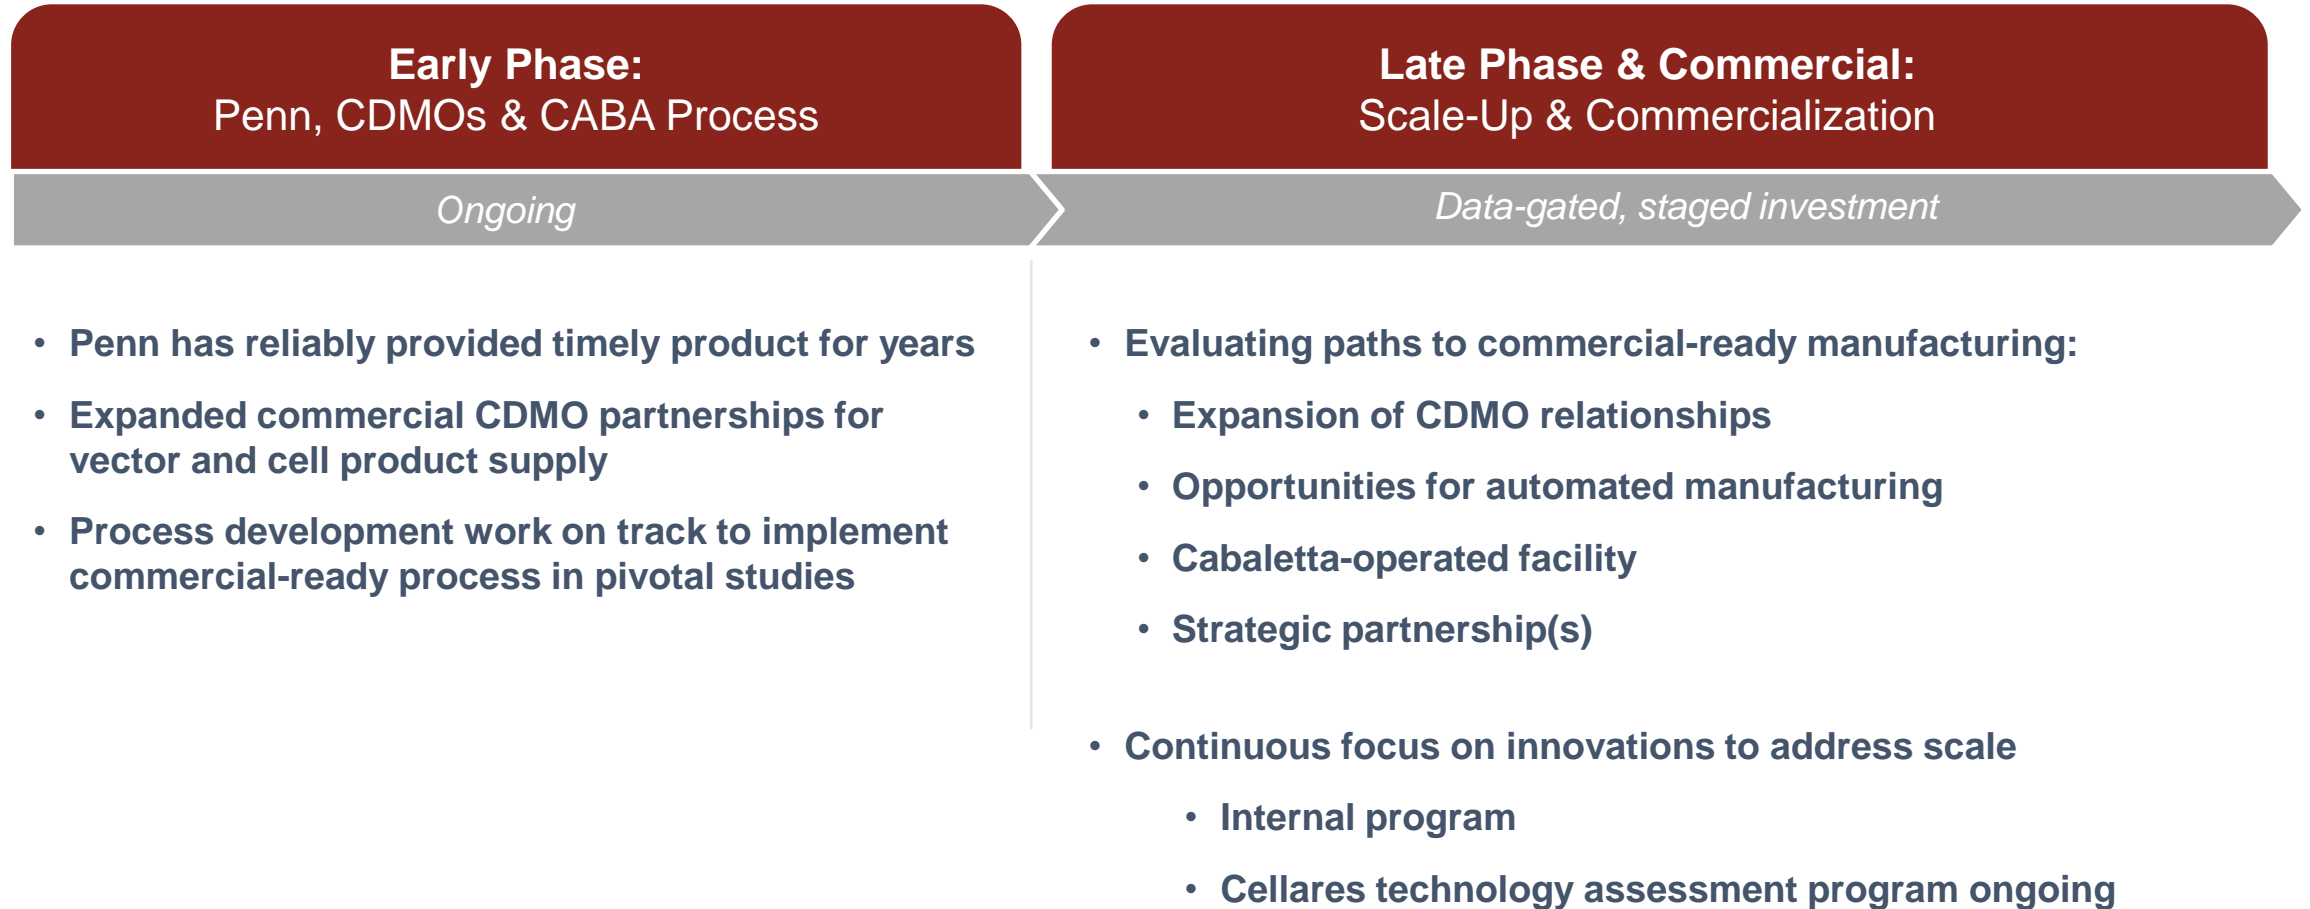 Early Phase:
Penn, CDMOs & CABA Process
Ongoing
• Penn has reliably provided timely product for years
• Expanded commercial CDMO partnerships for
vector and cell product supply
• Process development work on track to implement
commercial-ready process in pivotal studies
Late Phase & Commercial:
Scale-Up & Commercialization
Data-gated, staged investment
• Evaluating paths to commercial-ready manufacturing:
• Expansion of CDMO relationships
• Opportunities for automated manufacturing
• Cabaletta-operated facility
• Strategic partnership(s)
• Continuous focus on innovations to address scale
• Internal program
• Cellares technology assessment program ongoing